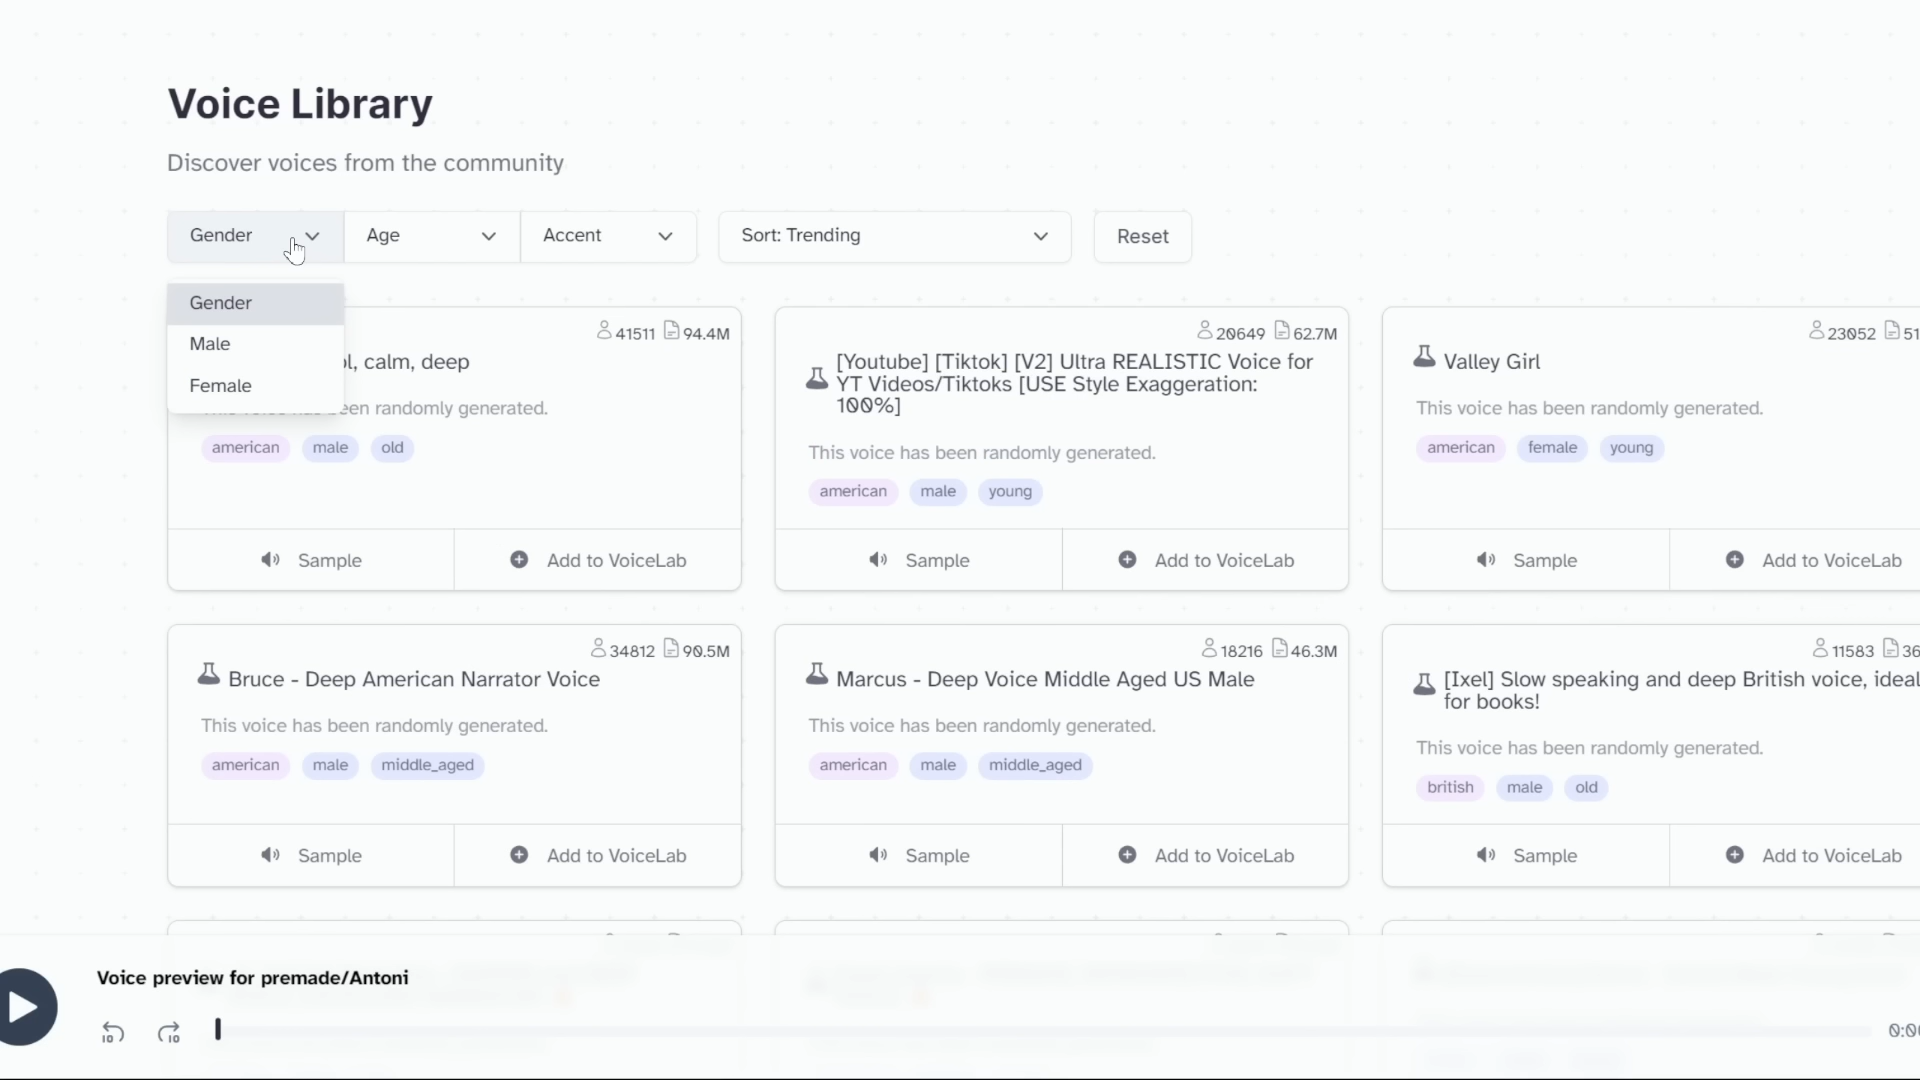 Voice Library
Discover voices from the community
Gender Age Accent Sort: Trending Reset
Gender
Male
Female
41511 94.4M
calm, deep
been randomly generated.
american male old
Sample Add to VoiceLab
20649 62.7M
[Youtube] [Tiktok] [V2] Ultra REALISTIC Voice for
YT Videos/Tiktoks [USE Style Exaggeration:
100%]
This voice has been randomly generated.
american male young
Sample Add to VoiceLab
23052 51
Valley Girl
This voice has been randomly generated.
american female young
Sample Add to VoiceLab
34812 90.5M
Bruce - Deep American Narrator Voice
This voice has been randomly generated.
american male middle_aged
Sample Add to VoiceLab
18216 46.3M
Marcus - Deep Voice Middle Aged US Male
This voice has been randomly generated.
american male middle_aged
Sample Add to VoiceLab
11583 36
[Ixel] Slow speaking and deep British voice, ideal
for books!
This voice has been randomly generated.
british male old
Sample Add to VoiceLab
Voice preview for premade/Antoni
10 10 0:0